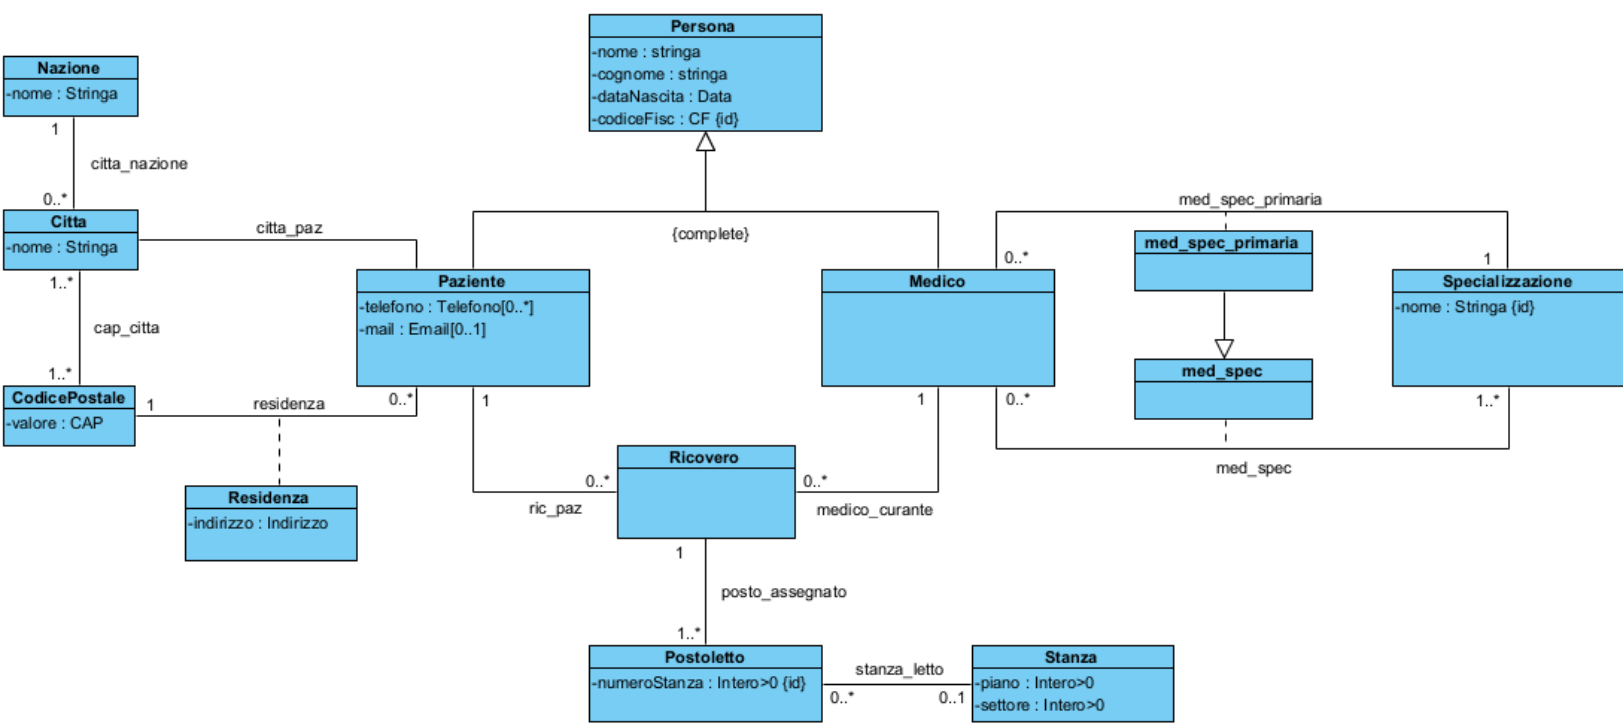 Persona
-nome : stringa
-cognome : stringa
-dataNascita : Data
-codiceFisc : CF {id}
Nazione
-nome : Stringa
1
citta_nazione
0..*
Citta
-nome : Stringa
1..*
citta_paz
{complete}
med_spec_primaria
med_spec_primaria
0..*
1
Paziente
-telefono : Telefono[0..*]
-mail : Email[0..1]
Medico
Specializzazione
-nome : Stringa {id}
cap_citta
1..*
med_spec
CodicePostale
-valore : CAP
1
residenza
0..*
1
1
0..*
1..*
med_spec
Residenza
-indirizzo : Indirizzo
Ricovero
0..*
ric_paz
0..*
medico_curante
1
posto_assegnato
1..*
Postoletto
-numeroStanza : Intero>0 {id}
stanza_letto
0..*
0..1
Stanza
-piano : Intero>0
-settore : Intero>0